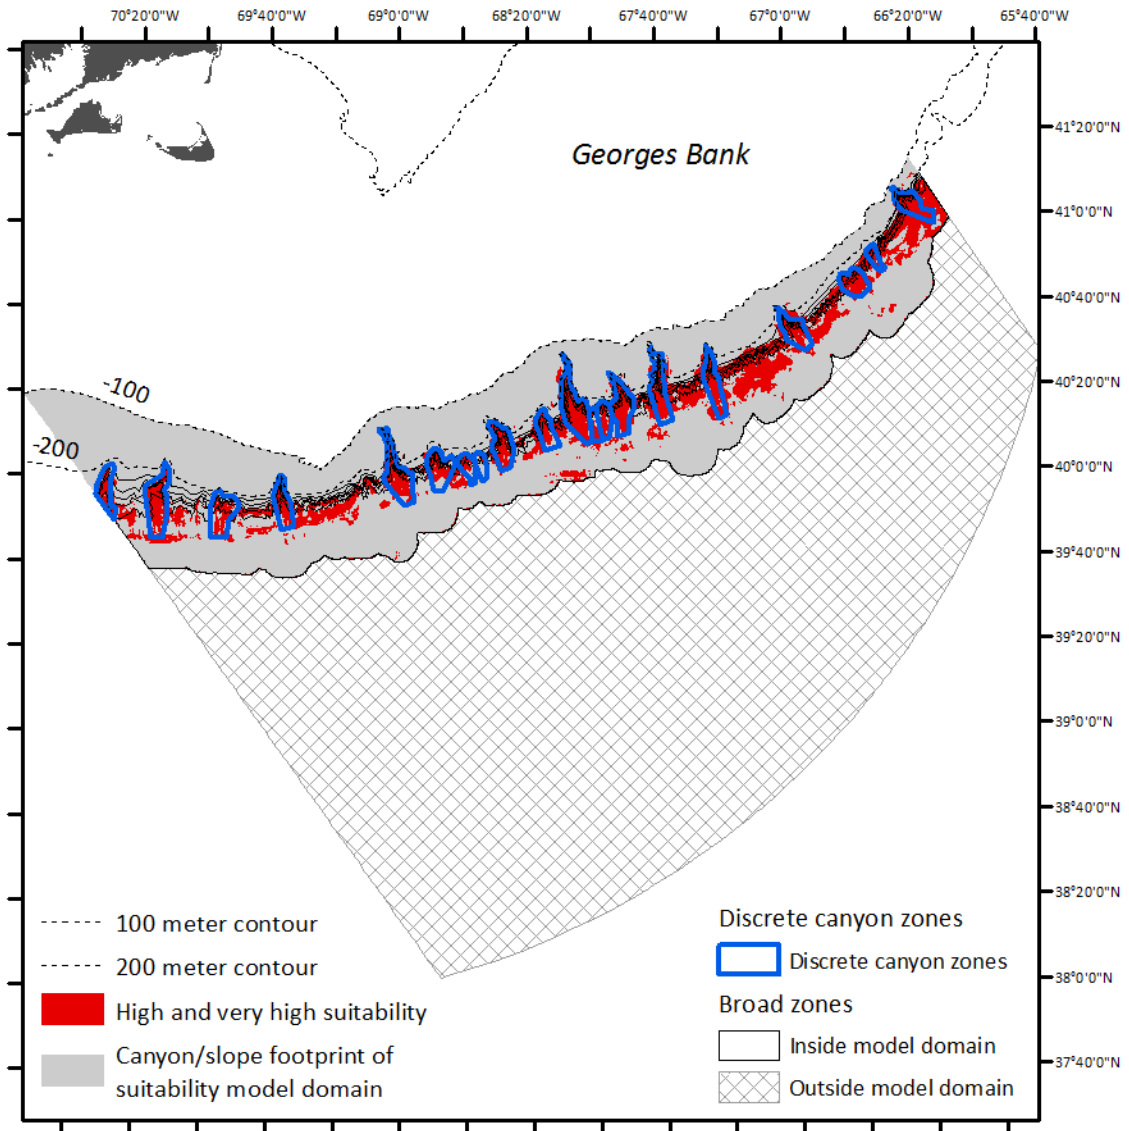 70°20'0"W 69°40'0"W 69°0'0"W 68°20'0"W 67°40'0"W 67°0'0"W 66°20'0"W 65°40'0"W
Georges Bank
41°20'0"N
41°0'0"N
40°40'0"N
40°20'0"N
40°0'0"N
39°40'0"N
39°20'0"N
39°0'0"N
38°40'0"N
38°20'0"N
38°0'0"N
37°40'0"N
-100
-200
100 meter contour
200 meter contour
High and very high suitability
Canyon/slope footprint of
suitability model domain
Discrete canyon zones
Discrete canyon zones
Broad zones
Inside model domain
Outside model domain